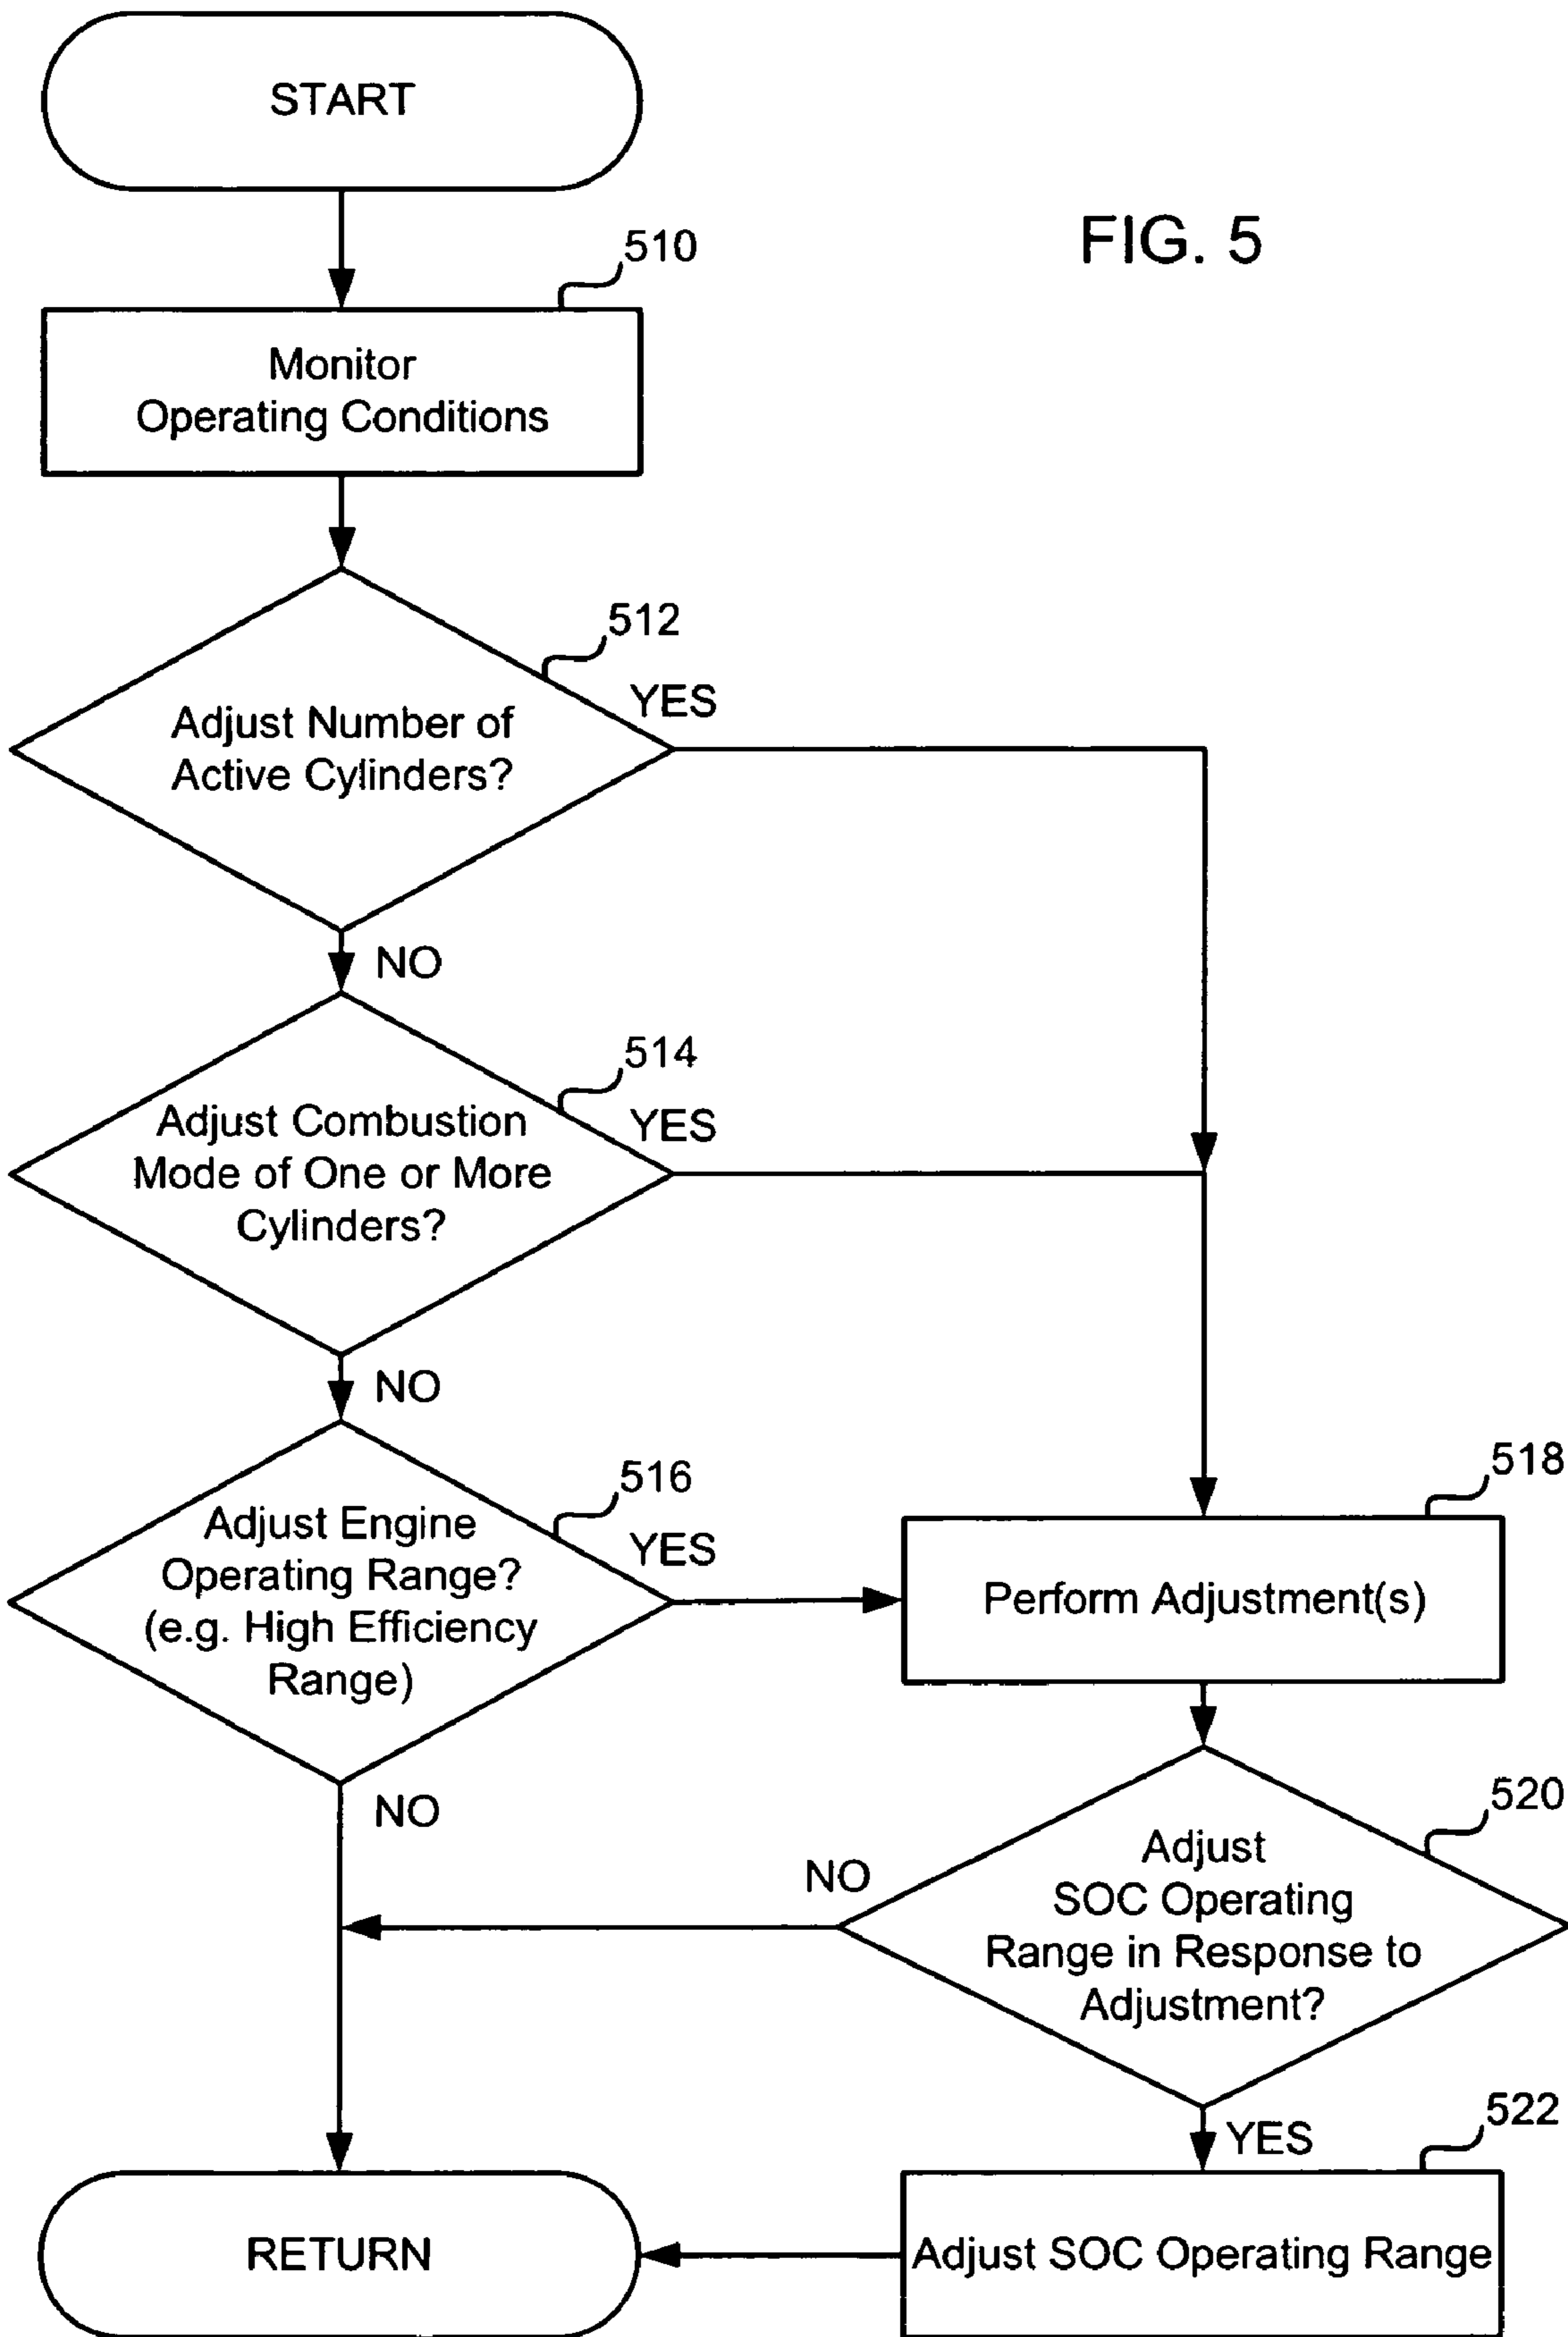 START
FIG. 5
510
Monitor
Operating Conditions
512
YES
Adjust Number of
Active Cylinders?
NO
514
YES
Adjust Combustion
Mode of One or More
Cylinders?
NO
516
YES
Adjust Engine
Operating Range?
(e.g. High Efficiency
Range)
NO
518
Perform Adjustment(s)
520
NO
Adjust
SOC Operating
Range in Response to
Adjustment?
YES
522
Adjust SOC Operating Range
RETURN